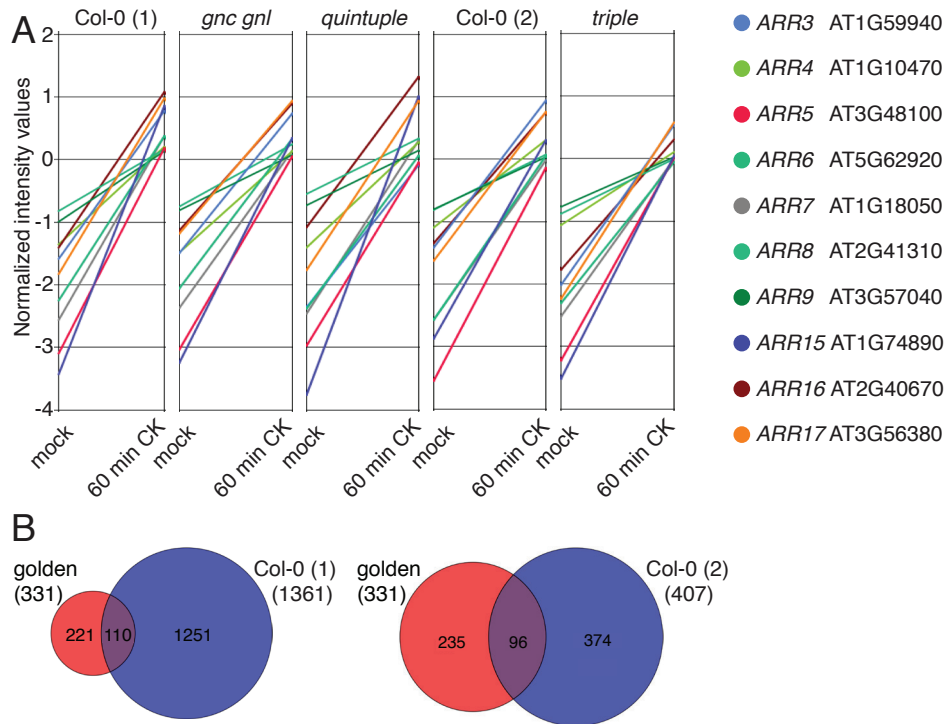 A
Col-0 (1)
gnc gnl
quintuple
Col-0 (2)
triple
Normalized intensity values
2
1
0
-1
-2
-3
-4
mock
60 min CK
mock
60 min CK
mock
60 min CK
mock
60 min CK
mock
60 min CK
ARR3 AT1G59940
ARR4 AT1G10470
ARR5 AT3G48100
ARR6 AT5G62920
ARR7 AT1G18050
ARR8 AT2G41310
ARR9 AT3G57040
ARR15 AT1G74890
ARR16 AT2G40670
ARR17 AT3G56380
B
golden
(331)
Col-0 (1)
(1361)
221
110
1251
golden
(331)
Col-0 (2)
(407)
235
96
374